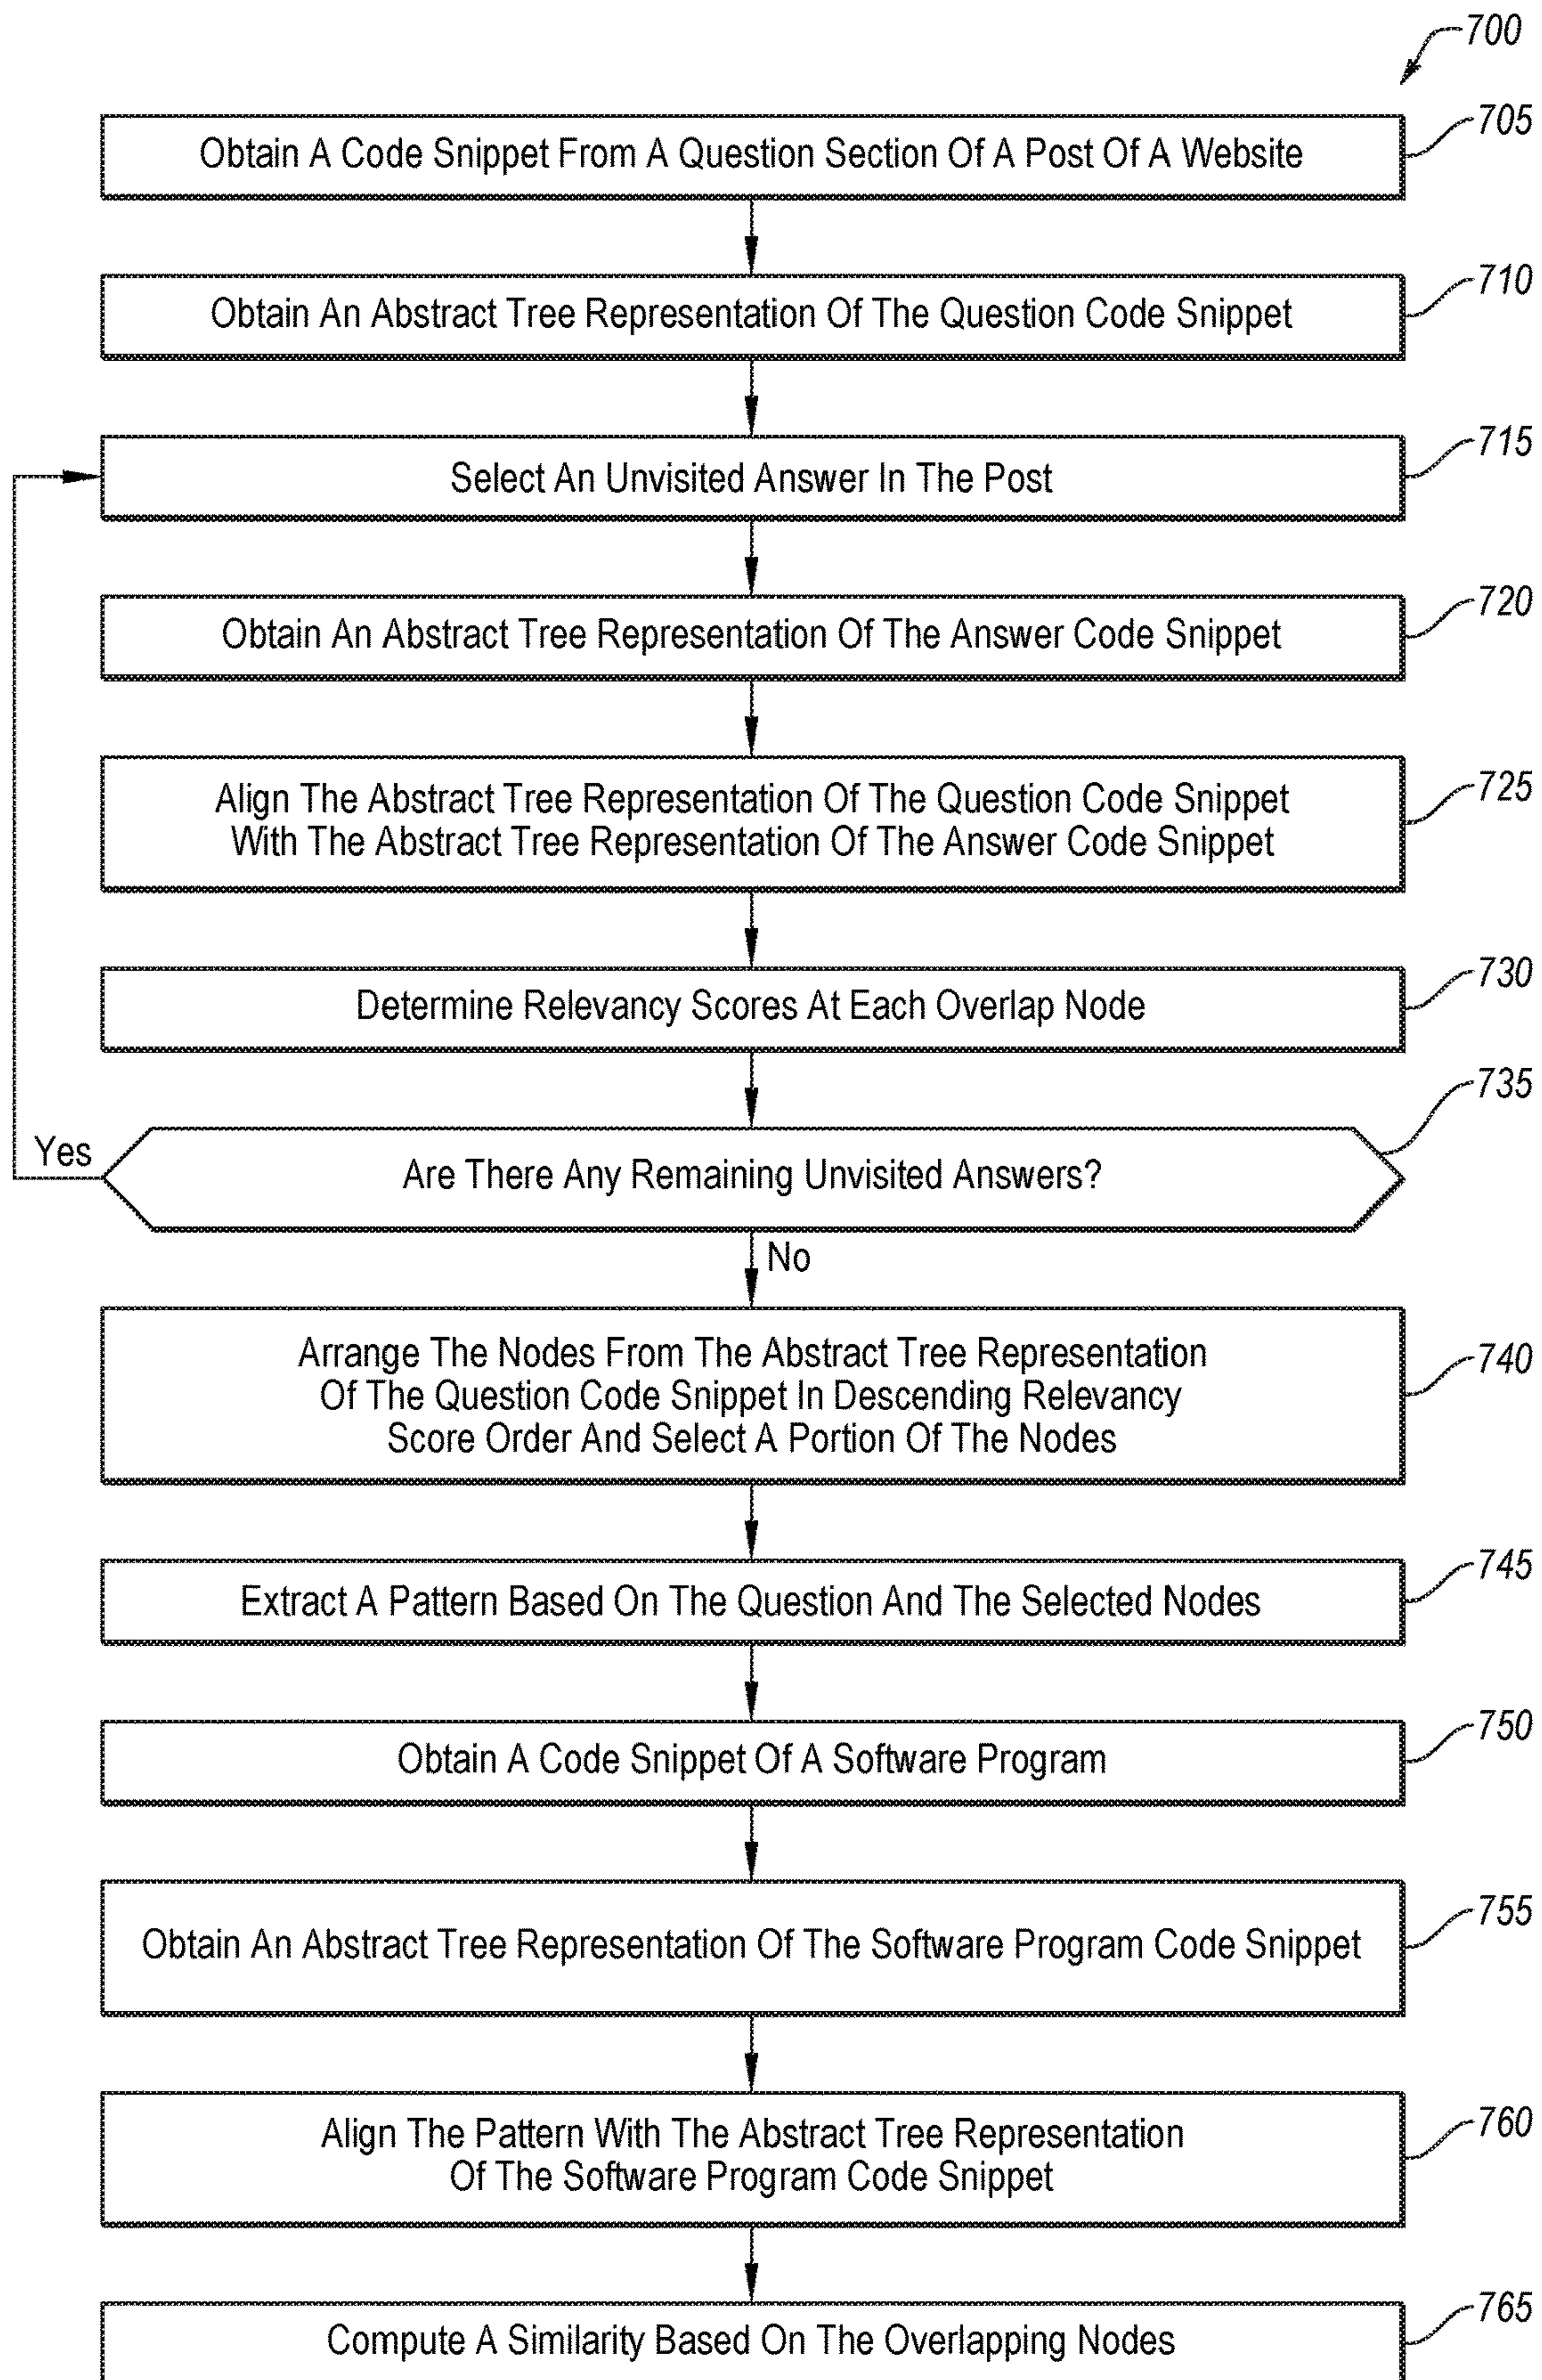 700
Obtain A Code Snippet From A Question Section Of A Post Of A Website
705
Obtain An Abstract Tree Representation Of The Question Code Snippet
710
Select An Unvisited Answer In The Post
715
Obtain An Abstract Tree Representation Of The Answer Code Snippet
720
Align The Abstract Tree Representation Of The Question Code Snippet
With The Abstract Tree Representation Of The Answer Code Snippet
725
Determine Relevancy Scores At Each Overlap Node
730
Are There Any Remaining Unvisited Answers?
735
Yes
No
Arrange The Nodes From The Abstract Tree Representation
Of The Question Code Snippet In Descending Relevancy
Score Order And Select A Portion Of The Nodes
740
Extract A Pattern Based On The Question And The Selected Nodes
745
Obtain A Code Snippet Of A Software Program
750
Obtain An Abstract Tree Representation Of The Software Program Code Snippet
755
Align The Pattern With The Abstract Tree Representation
Of The Software Program Code Snippet
760
Compute A Similarity Based On The Overlapping Nodes
765